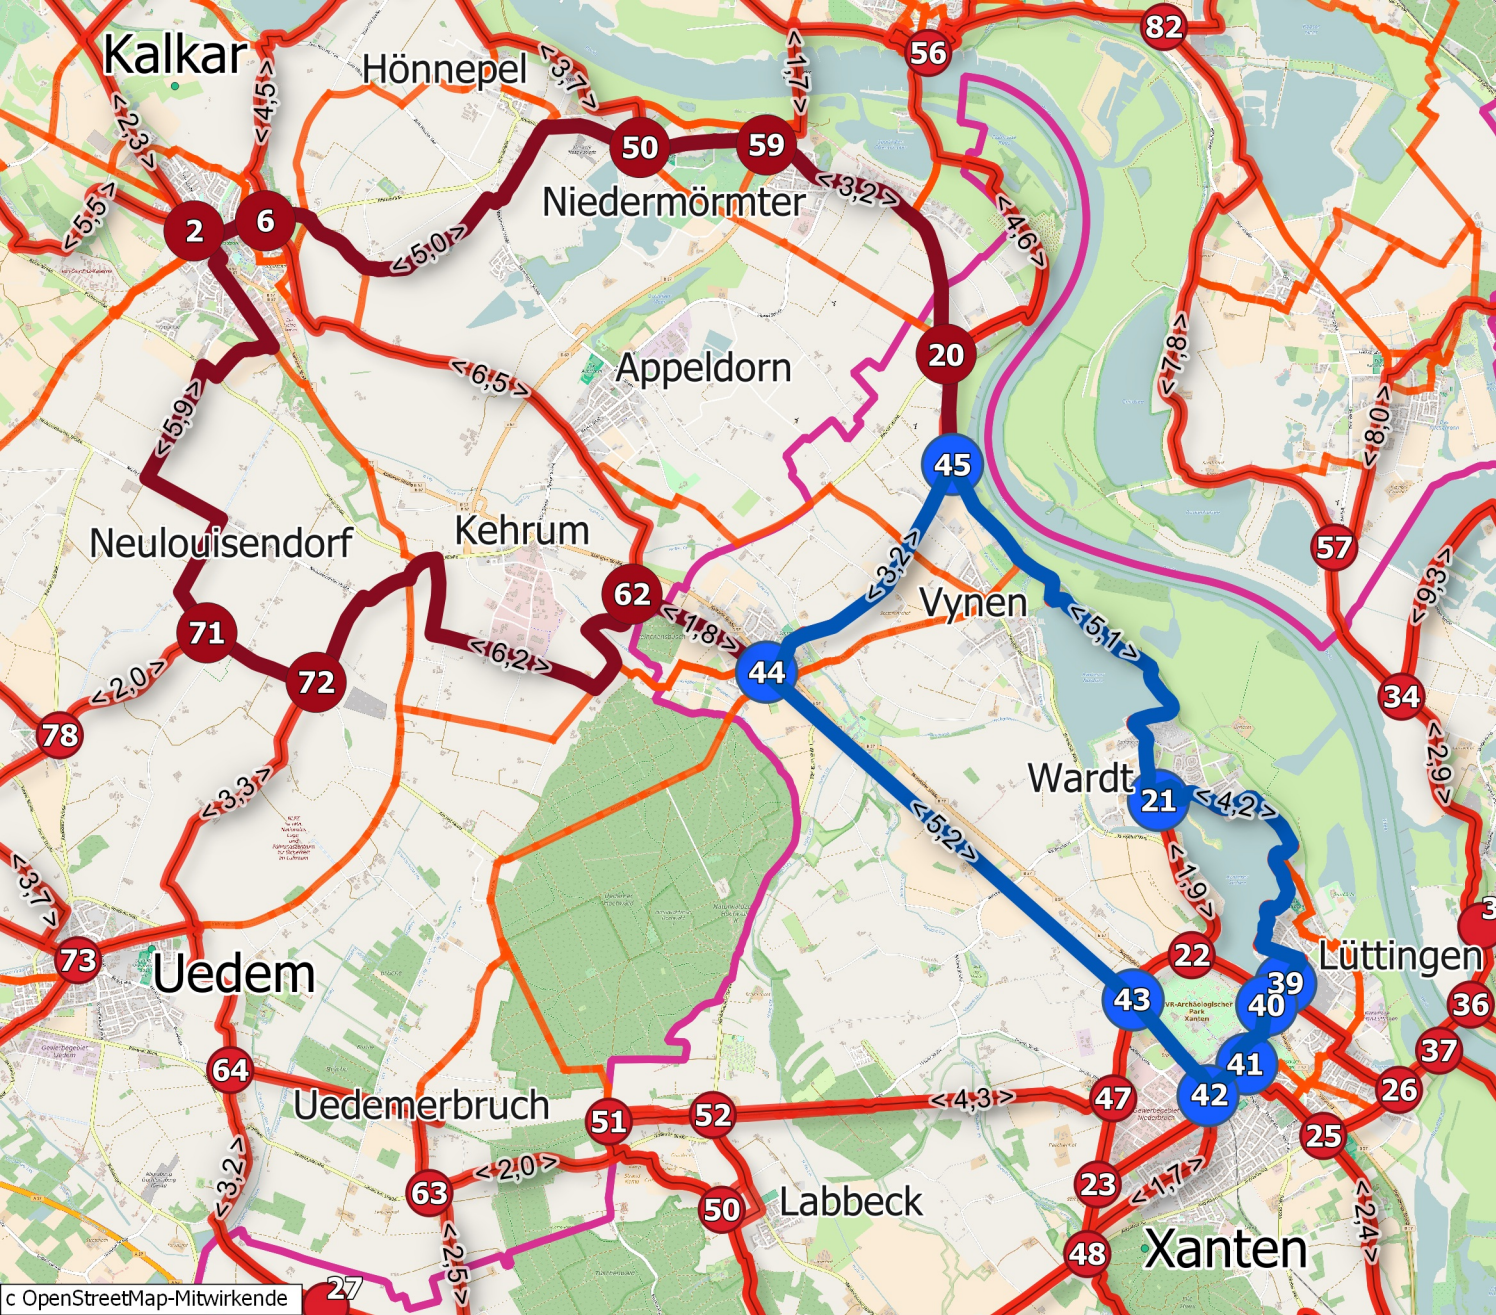 82
56
Kalkar
Hönnepel
< 3,7 >
< 1,7 >
< 4,5 >
< 2,3 >
50
59
< 3,2 >
Niedermörmter
< 5,5 >
2
6
< 5,0 >
< 4,6 >
20
< 7,8 >
Appeldorn
< 6,5 >
< 5,9 >
< 8,0 >
45
Kehrum
Neulouisendorf
57
< 3,2 >
< 9,3 >
62
Vynen
< 1,8 >
< 5,1 >
71
< 6,2 >
44
72
< 2,0 >
34
78
< 2,9 >
Wardt
21
< 4,2 >
< 3,3 >
< 5,2 >
< 3,7 >
< 1,9 >
3
73
Uedem
22
Lüttingen
39
43
VR-Archäologischer
Park
Xanten
40
36
37
41
64
26
42
47
< 4,3 >
Uedemerbruch
51
52
25
< 2,0 >
63
23
< 1,7 >
< 3,2 >
50
Labbeck
< 2,4 >
48
Xanten
< 2,5 >
27
c OpenStreetMap-Mitwirkende